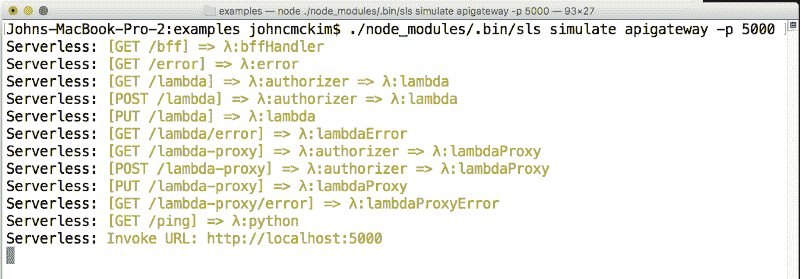 examples — node ./node_modules/.bin/sls simulate apigateway -p 5000 — 93×27
Johns-MacBook-Pro-2:examples johncmckim$ ./node_modules/.bin/sls simulate apigateway -p 5000
Serverless: [GET /bff] => λ:bffHandler
Serverless: [GET /error] => λ:error
Serverless: [GET /lambda] => λ:authorizer => λ:lambda
Serverless: [POST /lambda] => λ:authorizer => λ:lambda
Serverless: [PUT /lambda] => λ:lambda
Serverless: [GET /lambda/error] => λ:lambdaError
Serverless: [GET /lambda-proxy] => λ:authorizer => λ:lambdaProxy
Serverless: [POST /lambda-proxy] => λ:authorizer => λ:lambdaProxy
Serverless: [PUT /lambda-proxy] => λ:lambdaProxy
Serverless: [GET /lambda-proxy/error] => λ:lambdaProxyError
Serverless: [GET /ping] => λ:python
Serverless: Invoke URL: http://localhost:5000